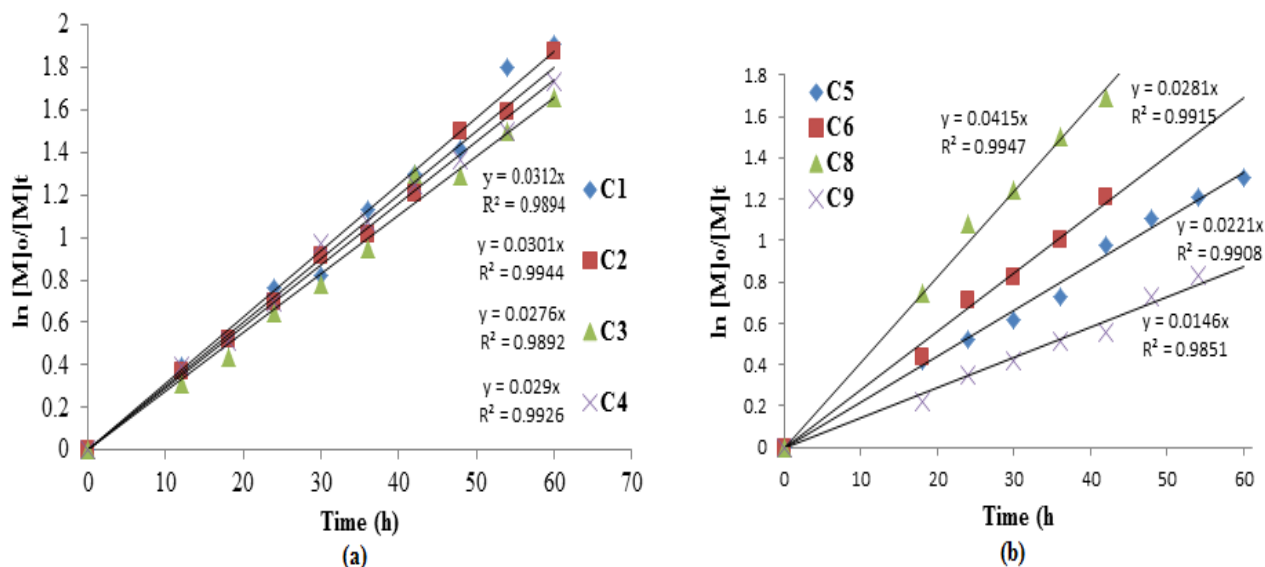 2
1.8
1.6
1.4
1.2
1
0.8
0.6
0.4
0.2
0
ln [M]o/[M]t
y = 0.0312x
R² = 0.9894
C1
y = 0.0301x
R² = 0.9944
C2
y = 0.0276x
R² = 0.9892
C3
y = 0.029x
R² = 0.9926
C4
0 10 20 30 40 50 60 70
Time (h)
(a)
1.8
1.6
1.4
1.2
1.0
0.8
0.6
0.4
0.2
0
ln [M]o/[M]t
C5
C6
C8
C9
y = 0.0415x
R² = 0.9947
y = 0.0281x
R² = 0.9915
y = 0.0221x
R² = 0.9908
y = 0.0146x
R² = 0.9851
0 10 20 30 40 50 60
Time (h
(b)